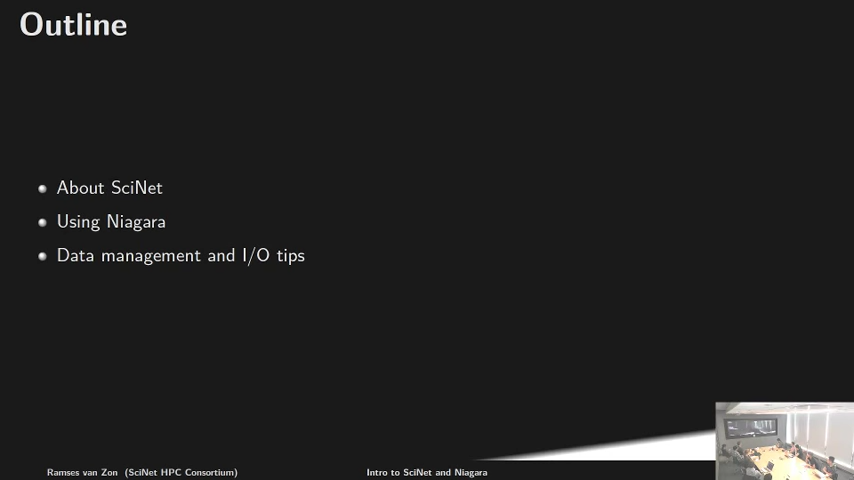 Outline
About SciNet
Using Niagara
Data management and I/O tips
Ramses van Zon (SciNet HPC Consortium)
Intro to SciNet and Niagara